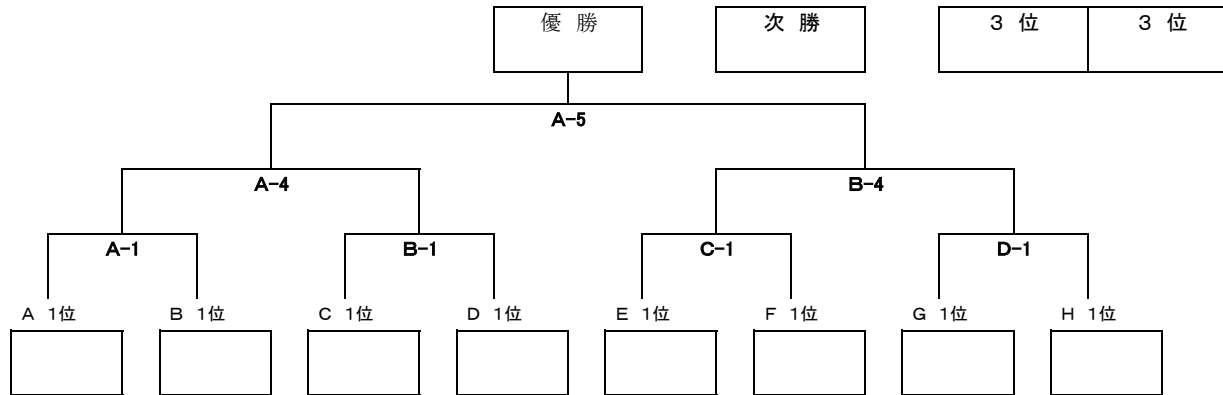 優 勝 次 勝 3 位 3 位
A-5
A-4 B-4
A-1 B-1 C-1 D-1
A 1位 B 1位 C 1位 D 1位 E 1位 F 1位 G 1位 H 1位